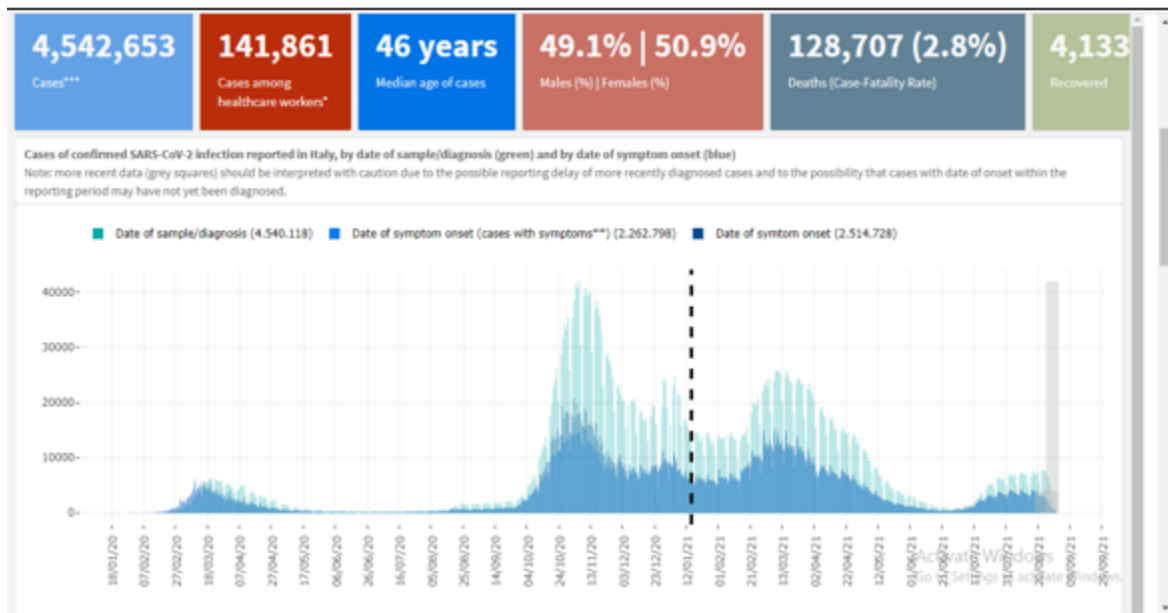 4,542,653
Cases***
141,861
Cases among
healthcare workers*
46 years
Median age of cases
49.1% | 50.9%
Males (%) | Females (%)
128,707 (2.8%)
Deaths (Case-Fatality Rate)
4,133
Recovered
Cases of confirmed SARS-CoV-2 infection reported in Italy, by date of sample/diagnosis (green) and by date of symptom onset (blue)
Note: more recent data (grey squares) should be interpreted with caution due to the possible reporting delay of more recently diagnosed cases and to the possibility that cases with date of onset within the
reporting period may have not yet been diagnosed.
Date of sample/diagnosis (4.540.118)
Date of symptom onset (cases with symptoms***) (2.262.798)
Date of symtom onset (2.514.728)
40000-
30000-
20000-
10000-
0-
18/01/20
07/02/20
27/02/20
18/03/20
07/04/20
27/04/20
17/05/20
06/06/20
26/06/20
16/07/20
05/08/20
25/08/20
14/09/20
04/10/20
24/10/20
13/11/20
03/12/20
23/12/20
12/01/21
01/02/21
21/02/21
13/03/21
02/04/21
22/04/21
12/05/21
01/06/21
21/06/21
11/07/21
Activate Windows
Go to Settings to activate Windows.